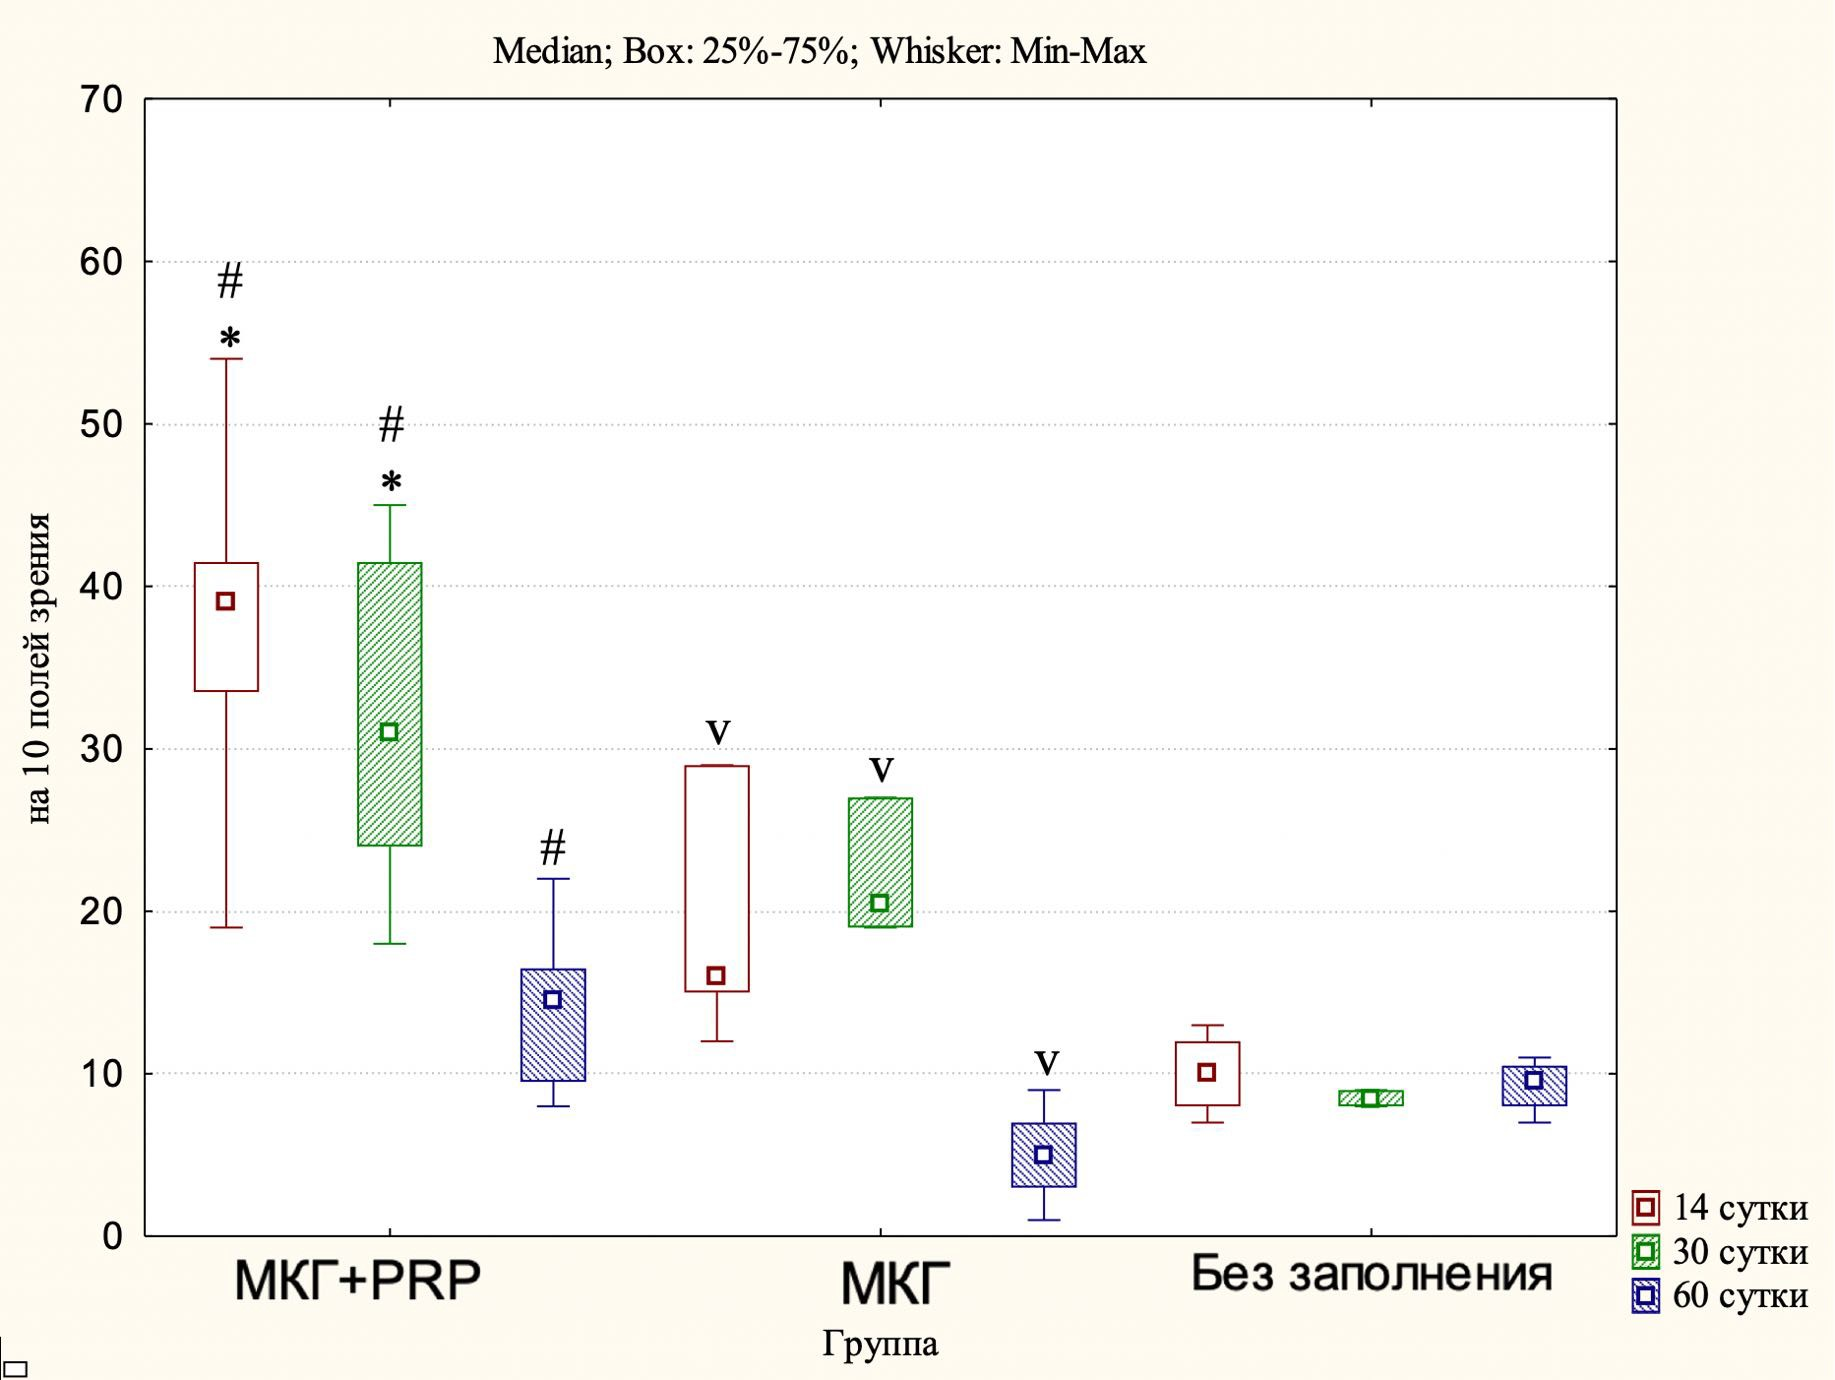 Median; Box: 25%-75%; Whisker: Min-Max
70
60
50
40
30
20
10
0
на 10 полей зрения
#
*
#
*
#
v
v
v
МКГ+PRP
МКГ
Без заполнения
Группа
14 сутки
30 сутки
60 сутки